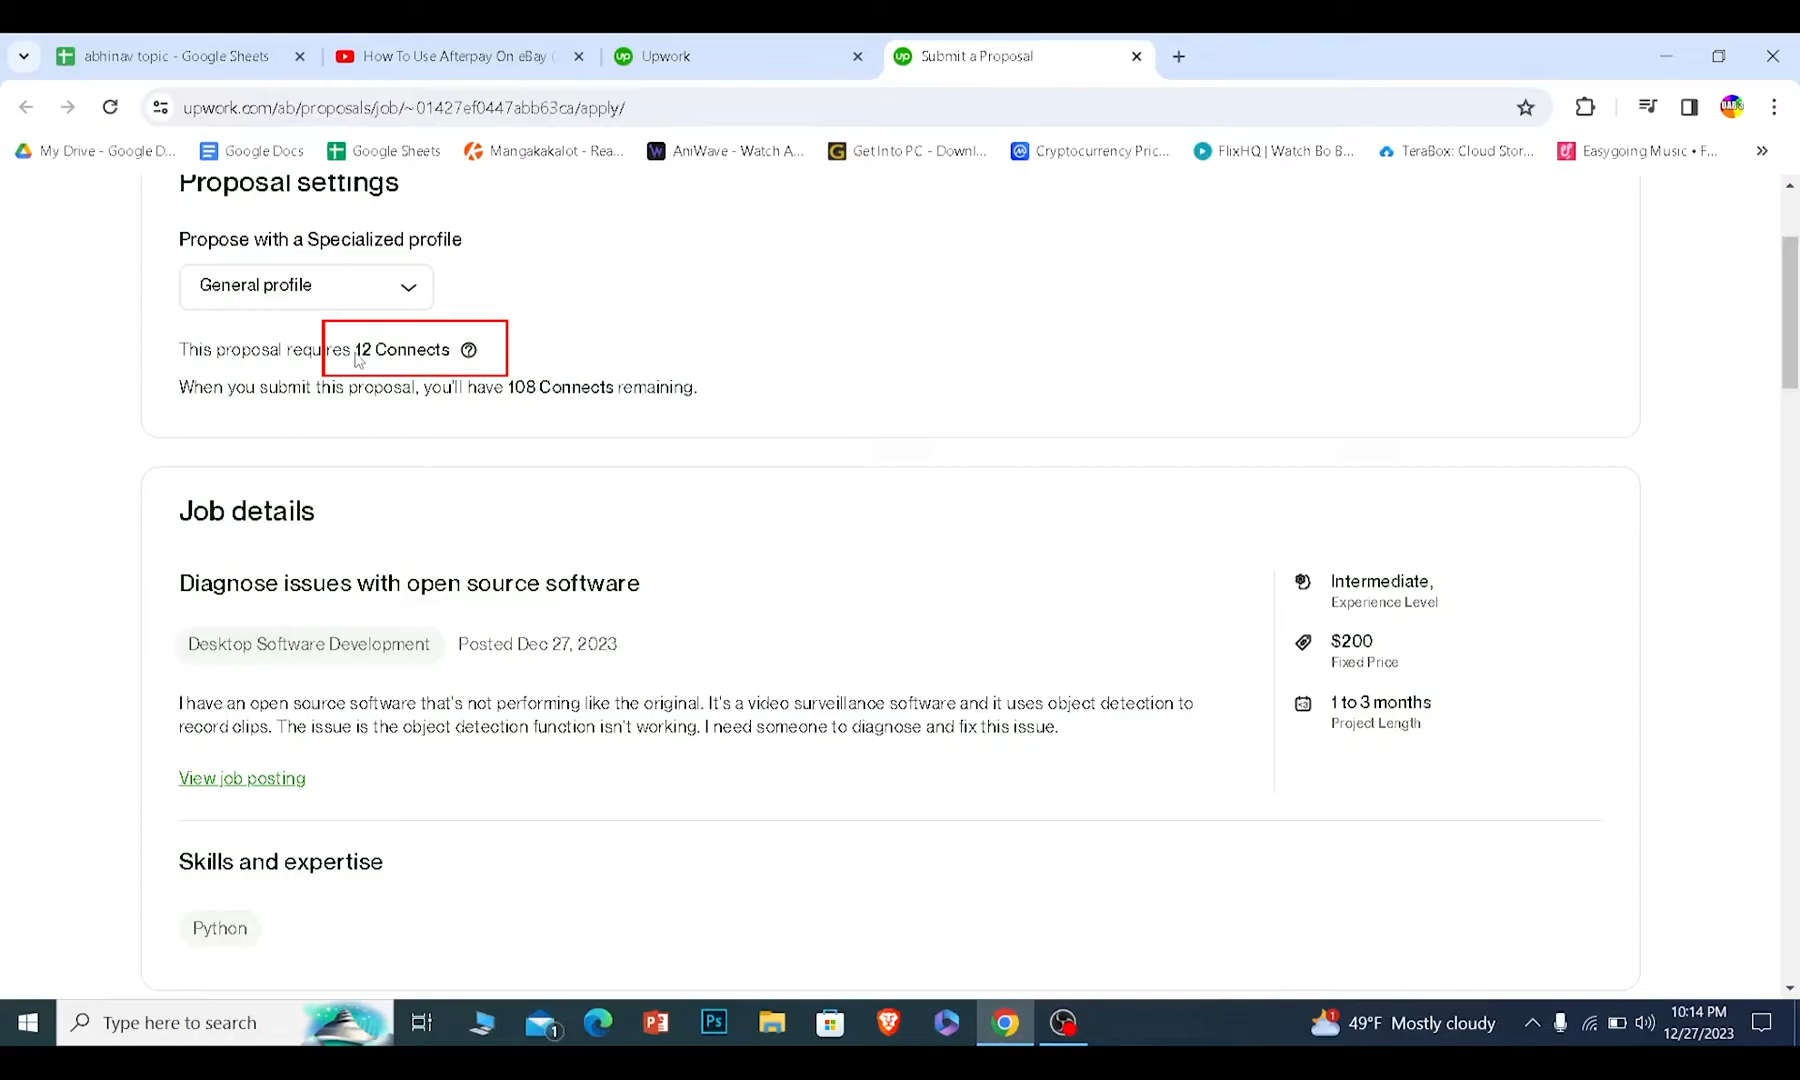 abhinav topic - Google Sheets
How To Use Afterpay On eBay (
Upwork
Submit a Proposal
upwork.com/ab/proposals/job/~01427ef0447abb63ca/apply/
My Drive - Google D...
Google Docs
Google Sheets
Mangakakalot - Rea...
AniWave - Watch A...
Get Into PC - Downl...
Cryptocurrency Pric...
FlixHQ | Watch Bo B...
TeraBox: Cloud Stor...
Easygoing Music • F...
Proposal settings
Propose with a Specialized profile
General profile
This proposal requires 12 Connects
When you submit this proposal, you'll have 108 Connects remaining.
Job details
Diagnose issues with open source software
Desktop Software Development Posted Dec 27, 2023
I have an open source software that's not performing like the original. It's a video surveillance software and it uses object detection to
record clips. The issue is the object detection function isn't working. I need someone to diagnose and fix this issue.
View job posting
Intermediate,
Experience Level
$200
Fixed Price
1 to 3 months
Project Length
Skills and expertise
Python
Type here to search
1
Ps
1
49°F Mostly cloudy
10:14 PM
12/27/2023